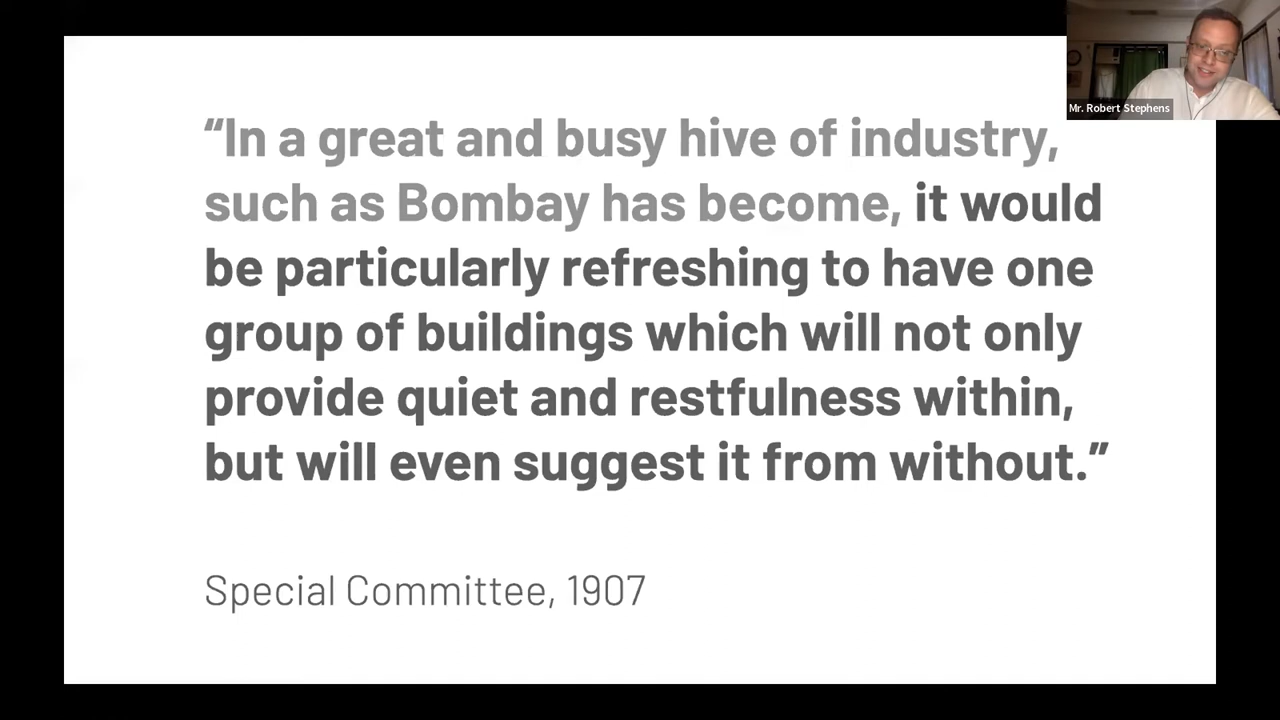 “In a great and busy hive of industry,
such as Bombay has become, it would
be particularly refreshing to have one
group of buildings which will not only
provide quiet and restfulness within,
but will even suggest it from without.”
Special Committee, 1907
Mr. Robert Stephens